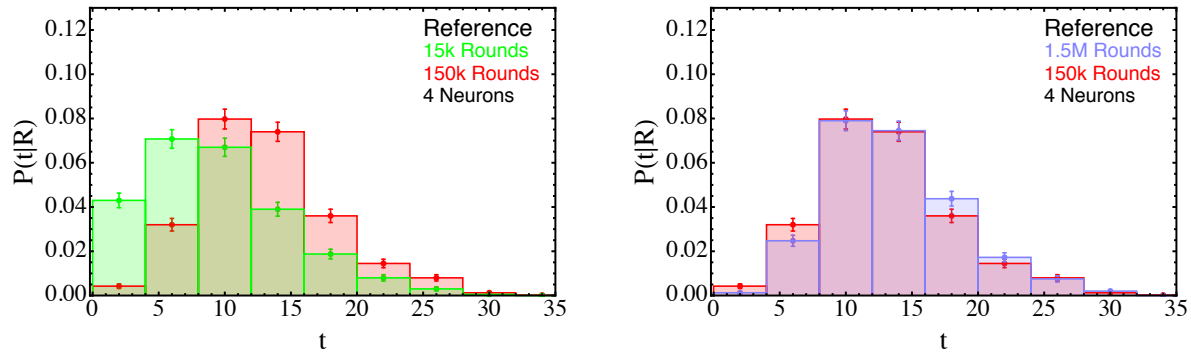 0.12
0.10
0.08
0.06
0.04
0.02
0.00
P(t|R)
Reference
15k Rounds
150k Rounds
4 Neurons
0 5 10 15 20 25 30 35
t
0.12
0.10
0.08
0.06
0.04
0.02
0.00
P(t|R)
Reference
1.5M Rounds
150k Rounds
4 Neurons
0 5 10 15 20 25 30 35
t